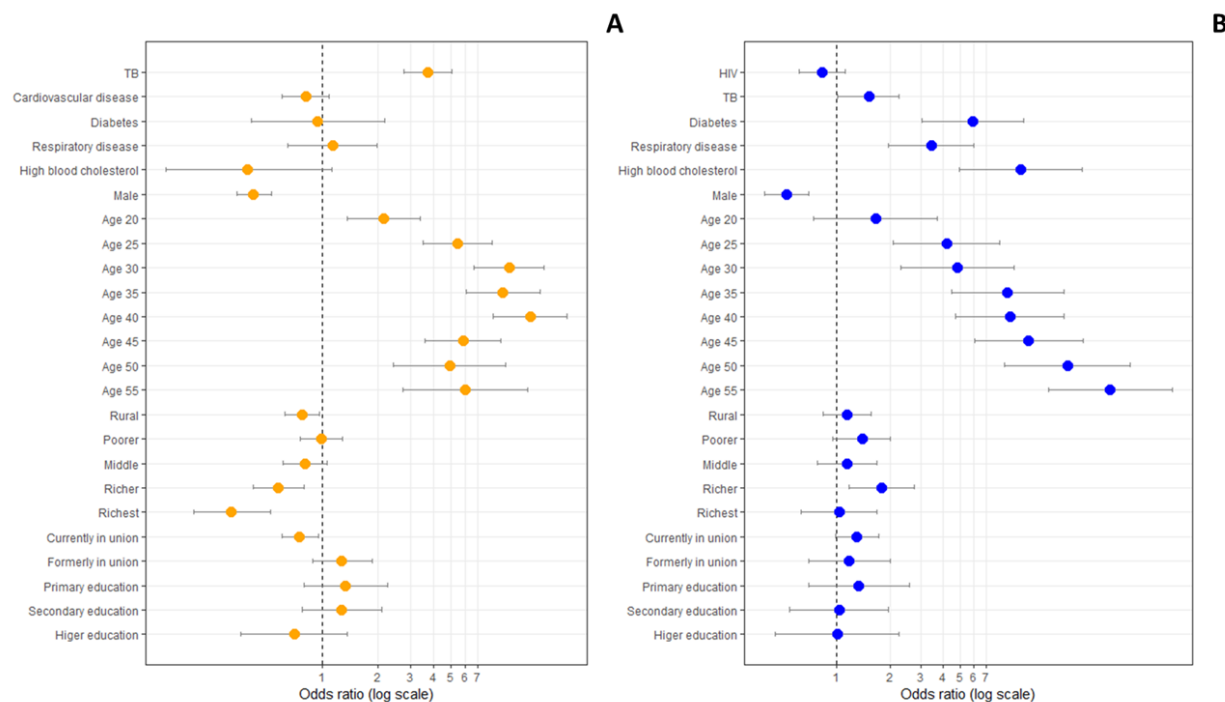 A
TB
Cardiovascular disease
Diabetes
Respiratory disease
High blood cholesterol
Male
Age 20
Age 25
Age 30
Age 35
Age 40
Age 45
Age 50
Age 55
Rural
Poorer
Middle
Richer
Richest
Currently in union
Formerly in union
Primary education
Secondary education
Higer education
1 2 3 4 5 6 7
Odds ratio (log scale)
B
HIV
TB
Diabetes
Respiratory disease
High blood cholesterol
Male
Age 20
Age 25
Age 30
Age 35
Age 40
Age 45
Age 50
Age 55
Rural
Poorer
Middle
Richer
Richest
Currently in union
Formerly in union
Primary education
Secondary education
Higer education
1 2 3 4 5 6 7
Odds ratio (log scale)